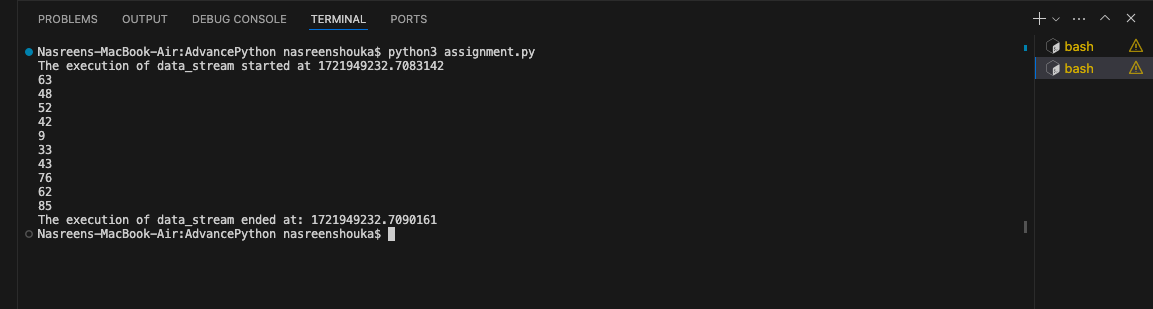 PROBLEMS OUTPUT DEBUG CONSOLE TERMINAL PORTS
Nasreens-MacBook-Air:AdvancePython nasreenshouka$ python3 assignment.py
The execution of data_stream started at 1721949232.7083142
63
48
52
42
9
33
43
76
62
85
The execution of data_stream ended at: 1721949232.7090161
Nasreens-MacBook-Air:AdvancePython nasreenshouka$
bash
bash